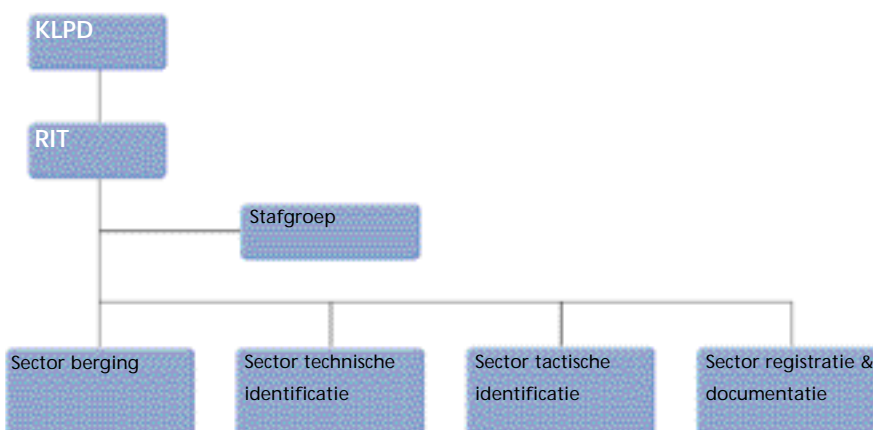 KLPD
RIT
Stafgroep
Sector berging
Sector technische
identificatie
Sector tactische
identificatie
Sector registratie &
documentatie